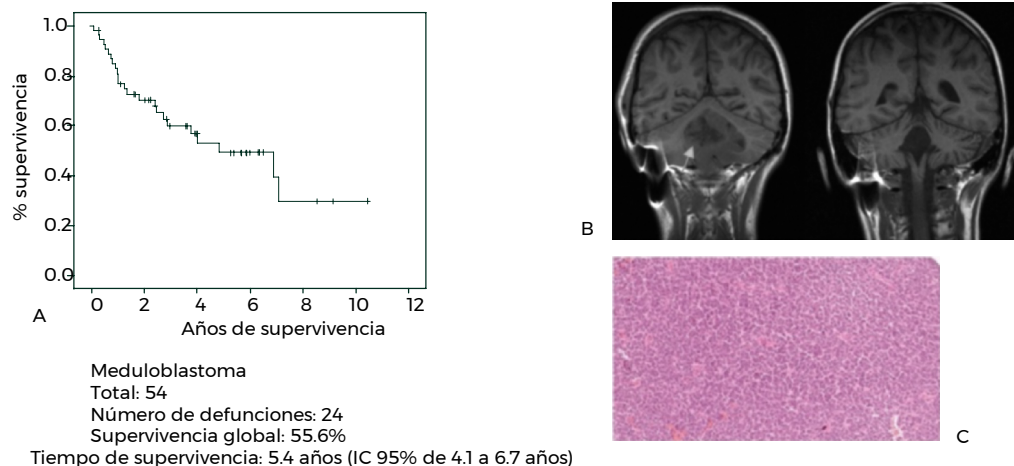 % supervivencia
1.0
0.8
0.6
0.4
0.2
0.0
0 2 4 6 8 10 12
Años de supervivencia
A
Meduloblastoma
Total: 54
Número de defunciones: 24
Supervivencia global: 55.6%
Tiempo de supervivencia: 5.4 años (IC 95% de 4.1 a 6.7 años)
B
C